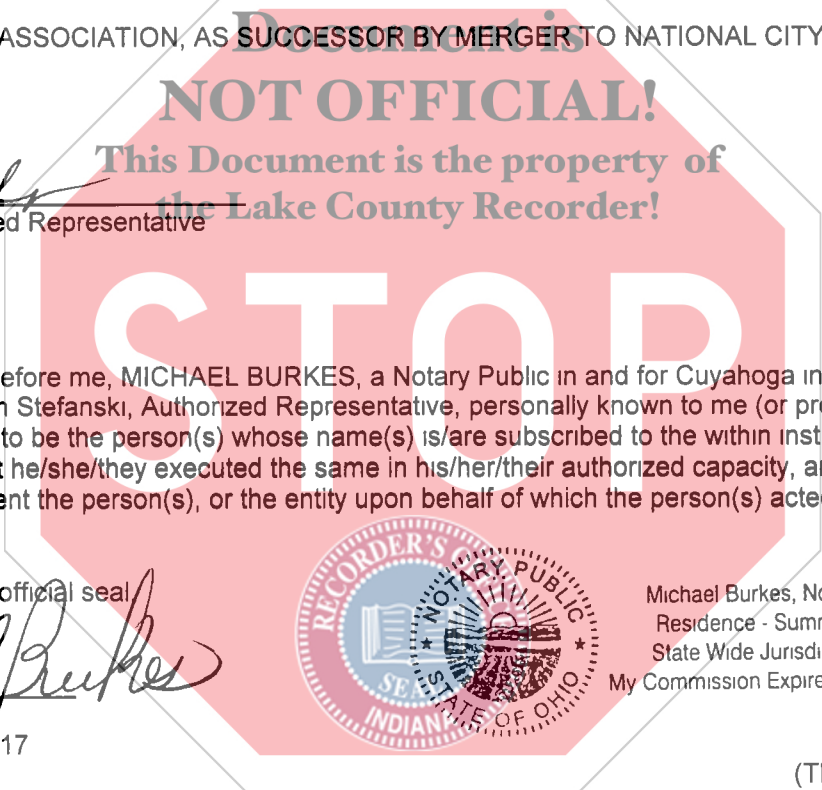 Document is
ASSOCIATION, AS SUCCESSOR BY MERGER TO NATIONAL CITY
NOT OFFICIAL!
This Document is the property of
the Lake County Recorder!
ed Representative
STOP
efore me, MICHAEL BURKES, a Notary Public in and for Cuyahoga in
n Stefanski, Authorized Representative, personally known to me (or pr
to be the person(s) whose name(s) is/are subscribed to the within inst
t he/she/they executed the same in his/her/their authorized capacity, a
ent the person(s), or the entity upon behalf of which the person(s) acte
RECORDER'S
SEAL
INDIANA
NOTARY PUBLIC
STATE OF OHIO
official seal
Burkes
Michael Burkes, No
Residence - Summ
State Wide Jurisdi
My Commission Expire
17
(T